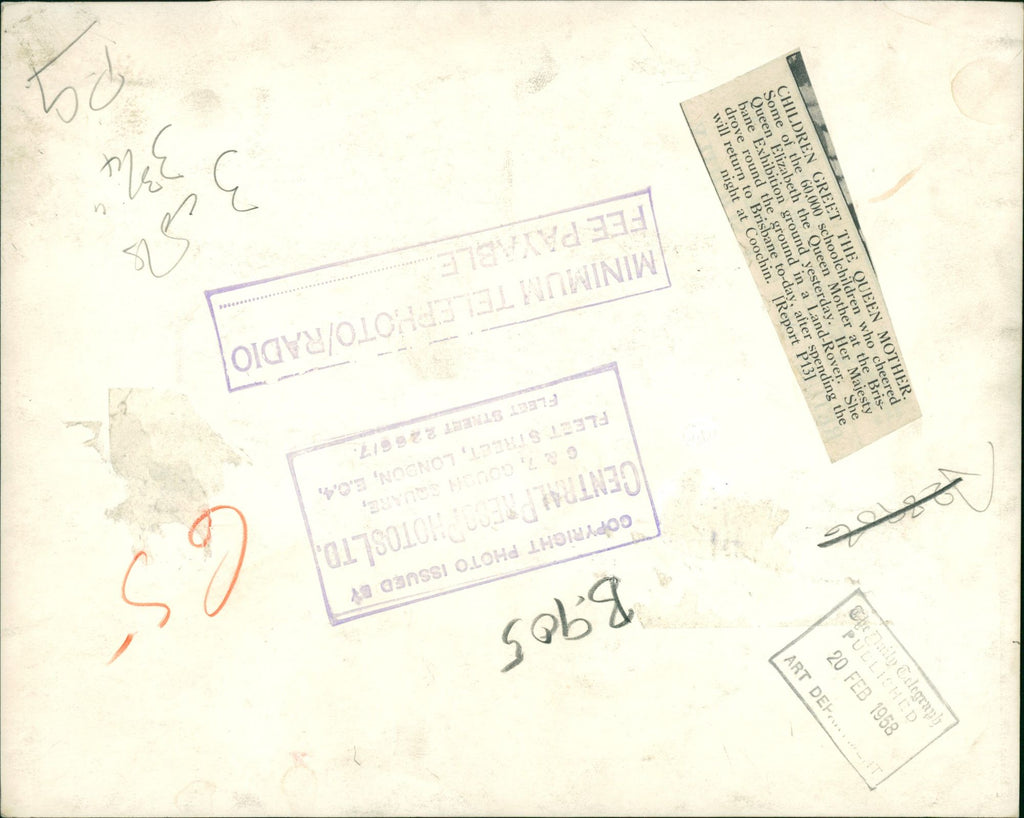 CHILDREN GREET THE QUEEN MOTHER.
Some of the 60,000 schoolchildren who cheered
Queen Elizabeth the Queen Mother at the Bris-
bane Exhibition ground yesterday. Her Majesty
drove round the ground in a Land-Rover. She
will return to Brisbane to-day, after spending the
night at Coochin. [Report P13]
MINIMUM TELEPHOTO/RADIO
FEE PAYABLE
COPYRIGHT PHOTO ISSUED BY
CENTRAL PRESS PHOTOS LTD.
6 & 7, GOUGH SQUARE,
FLEET STREET, LONDON, E.C.4.
FLEET STREET 2266/7.
B.905
The Daily Telegraph
PUBLISHED
20 FEB 1958
ART DEPARTMENT